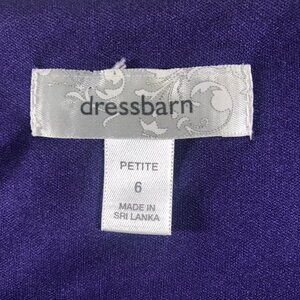 dressbarn
PETITE
6
MADE IN
SRI LANKA